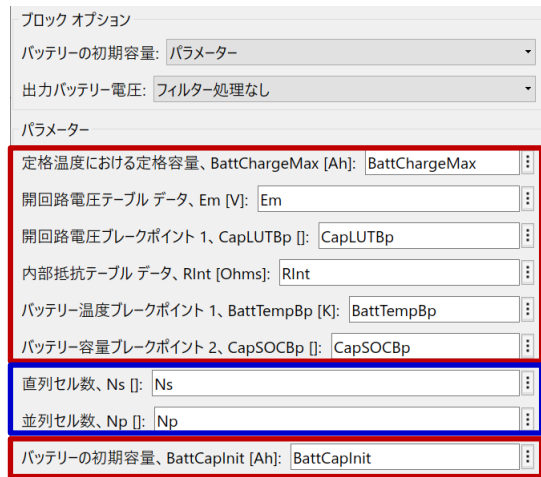 ブロック オプション
バッテリーの初期容量: パラメーター
出力バッテリー電圧: フィルター処理なし
パラメーター
定格温度における定格容量、BattChargeMax [Ah]: BattChargeMax
開回路電圧テーブル データ、Em [V]: Em
開回路電圧ブレークポイント 1、CapLUTBp []: CapLUTBp
内部抵抗テーブル データ、RInt [Ohms]: RInt
バッテリー温度ブレークポイント 1、BattTempBp [K]: BattTempBp
バッテリー容量ブレークポイント 2、CapSOCBp []: CapSOCBp
直列セル数、Ns []: Ns
並列セル数、Np []: Np
バッテリーの初期容量、BattCapInit [Ah]: BattCapInit